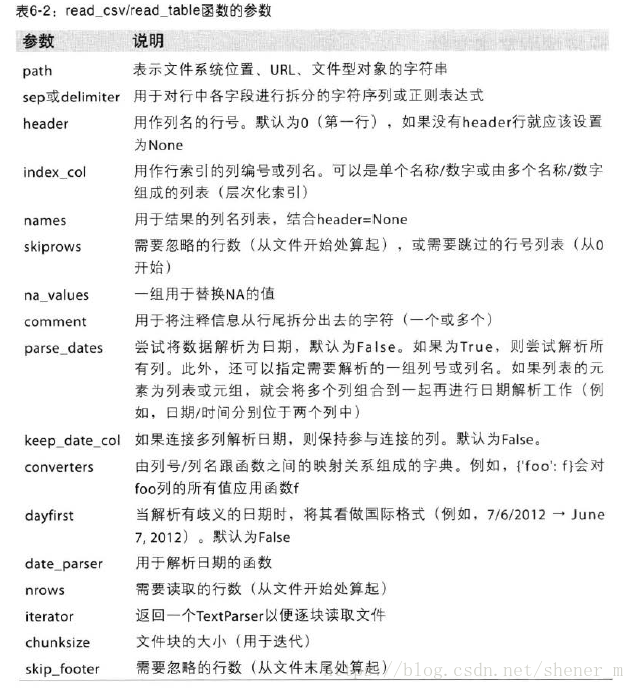 表6-2：read_csv/read_table函数的参数
参数 说明
path 表示文件系统位置、URL、文件型对象的字符串
sep或delimiter 用于对行中各字段进行拆分的字符序列或正则表达式
header 用作列名的行号。默认为0（第一行），如果没有header行就应该设置
为None
index_col 用作行索引的列编号或列名。可以是单个名称/数字或由多个名称/数字
组成的列表（层次化索引）
names 用于结果的列名列表，结合header=None
skiprows 需要忽略的行数（从文件开始处算起），或需要跳过的行号列表（从0
开始）
na_values 一组用于替换NA的值
comment 用于将注释信息从行尾拆分出去的字符（一个或多个）
parse_dates 尝试将数据解析为日期，默认为False。如果为True，则尝试解析所
有列。此外，还可以指定需要解析的一组列号或列名。如果列表的元
素为列表或元组，就会将多个列组合到一起再进行日期解析工作（例
如，日期/时间分别位于两个列中）
keep_date_col 如果连接多列解析日期，则保持参与连接的列。默认为False。
converters 由列号/列名跟函数之间的映射关系组成的字典。例如，{'foo': f}会对
foo列的所有值应用函数f
dayfirst 当解析有歧义的日期时，将其看做国际格式（例如，7/6/2012 → June
7, 2012）。默认为False
date_parser 用于解析日期的函数
nrows 需要读取的行数（从文件开始处算起）
iterator 返回一个TextParser以便逐块读取文件
chunksize 文件块的大小（用于迭代）
skip_footer 需要忽略的行数（从文件末尾处算起）
https://blog.csdn.net/shener_m